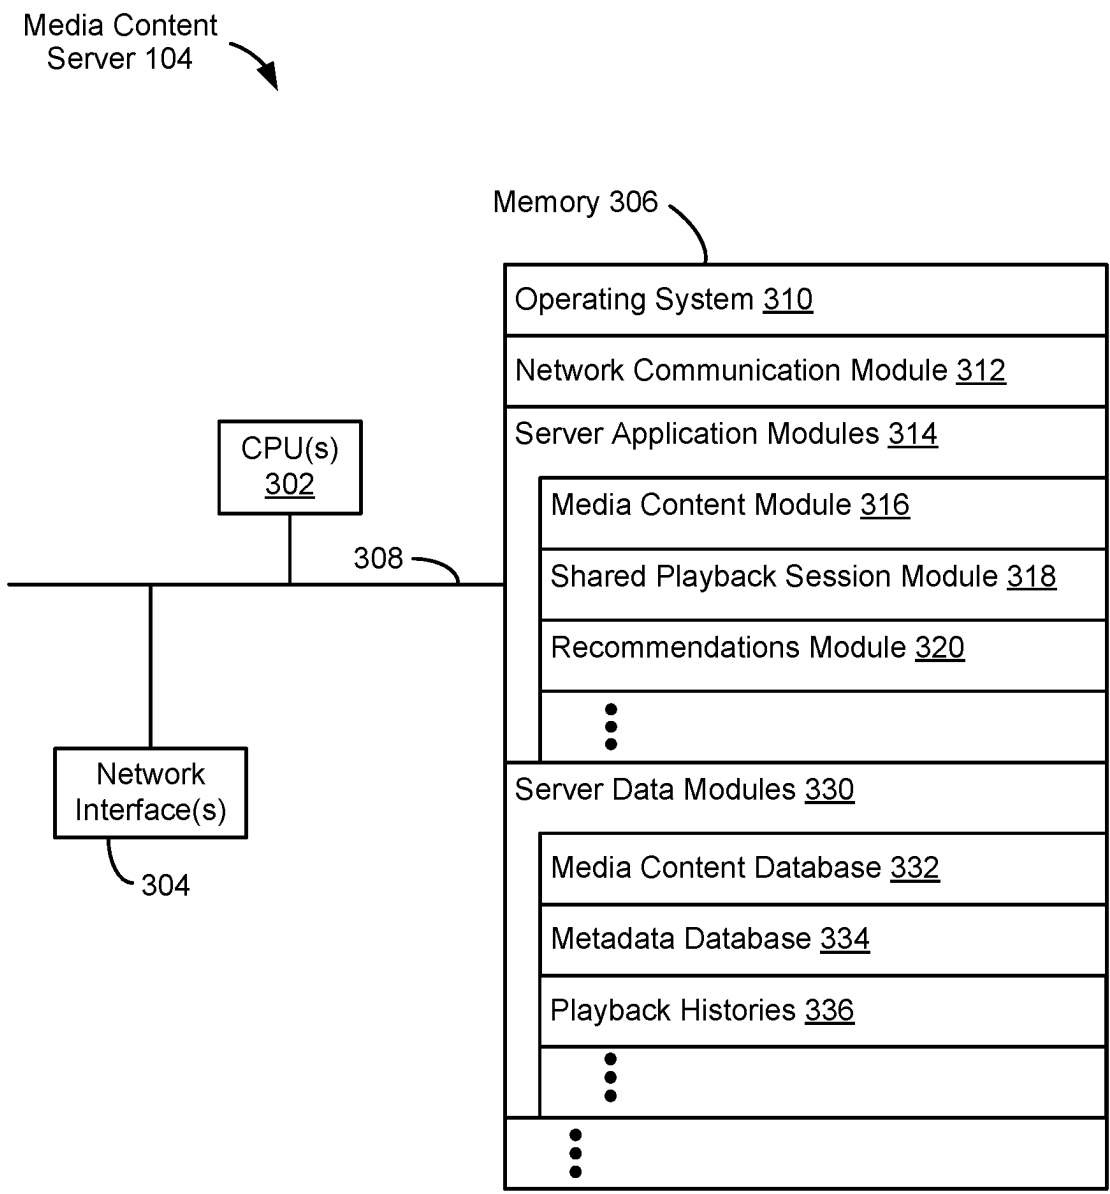 Media Content
Server 104
Memory 306
Operating System 310
Network Communication Module 312
Server Application Modules 314
CPU(s)
302
Media Content Module 316
308
Shared Playback Session Module 318
Recommendations Module 320
Network
Interface(s)
304
Server Data Modules 330
Media Content Database 332
Metadata Database 334
Playback Histories 336